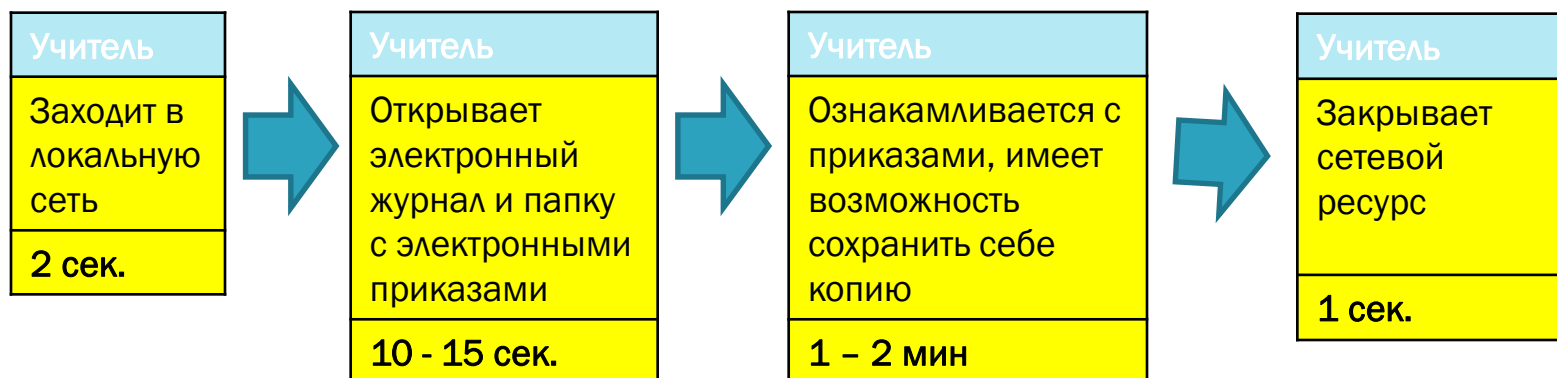 Учитель
Заходит в
локальную
сеть
2 сек.
Учитель
Открывает
электронный
журнал и папку
с электронными
приказами
10 - 15 сек.
Учитель
Ознакамливается с
приказами, имеет
возможность
сохранить себе
копию
1 – 2 мин
Учитель
Закрывает
сетевой
ресурс
1 сек.